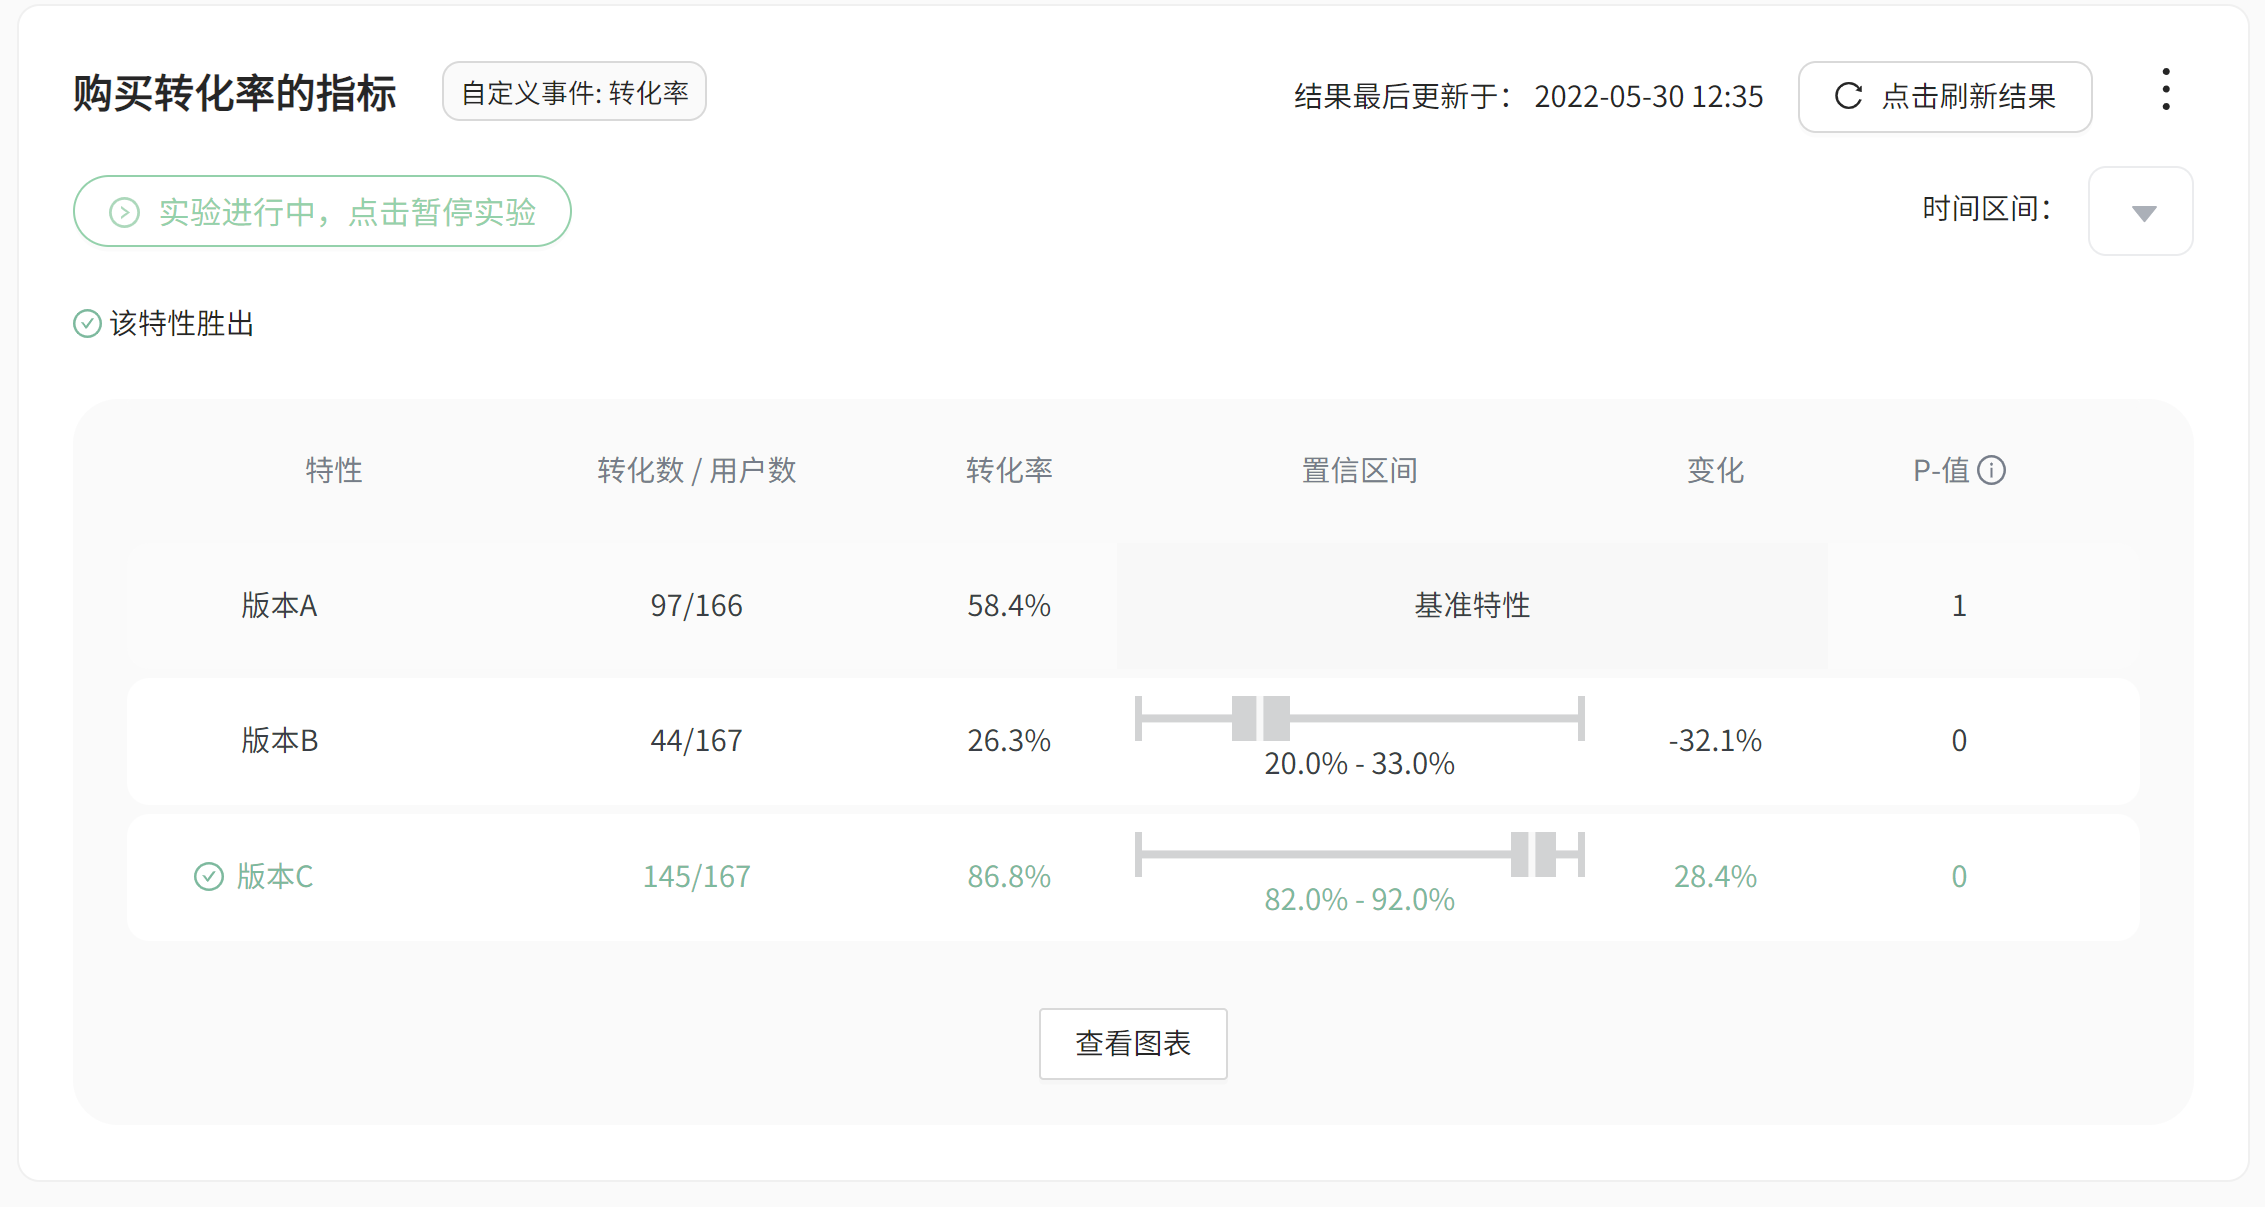 购买转化率的指标 自定义事件: 转化率 结果最后更新于： 2022-05-30 12:35 点击刷新结果
实验进行中，点击暂停实验 时间区间：
该特性胜出
特性 转化数 / 用户数 转化率 置信区间 变化 P-值
版本A 97/166 58.4% 基准特性 1
版本B 44/167 26.3% 20.0% - 33.0% -32.1% 0
版本C 145/167 86.8% 82.0% - 92.0% 28.4% 0
查看图表